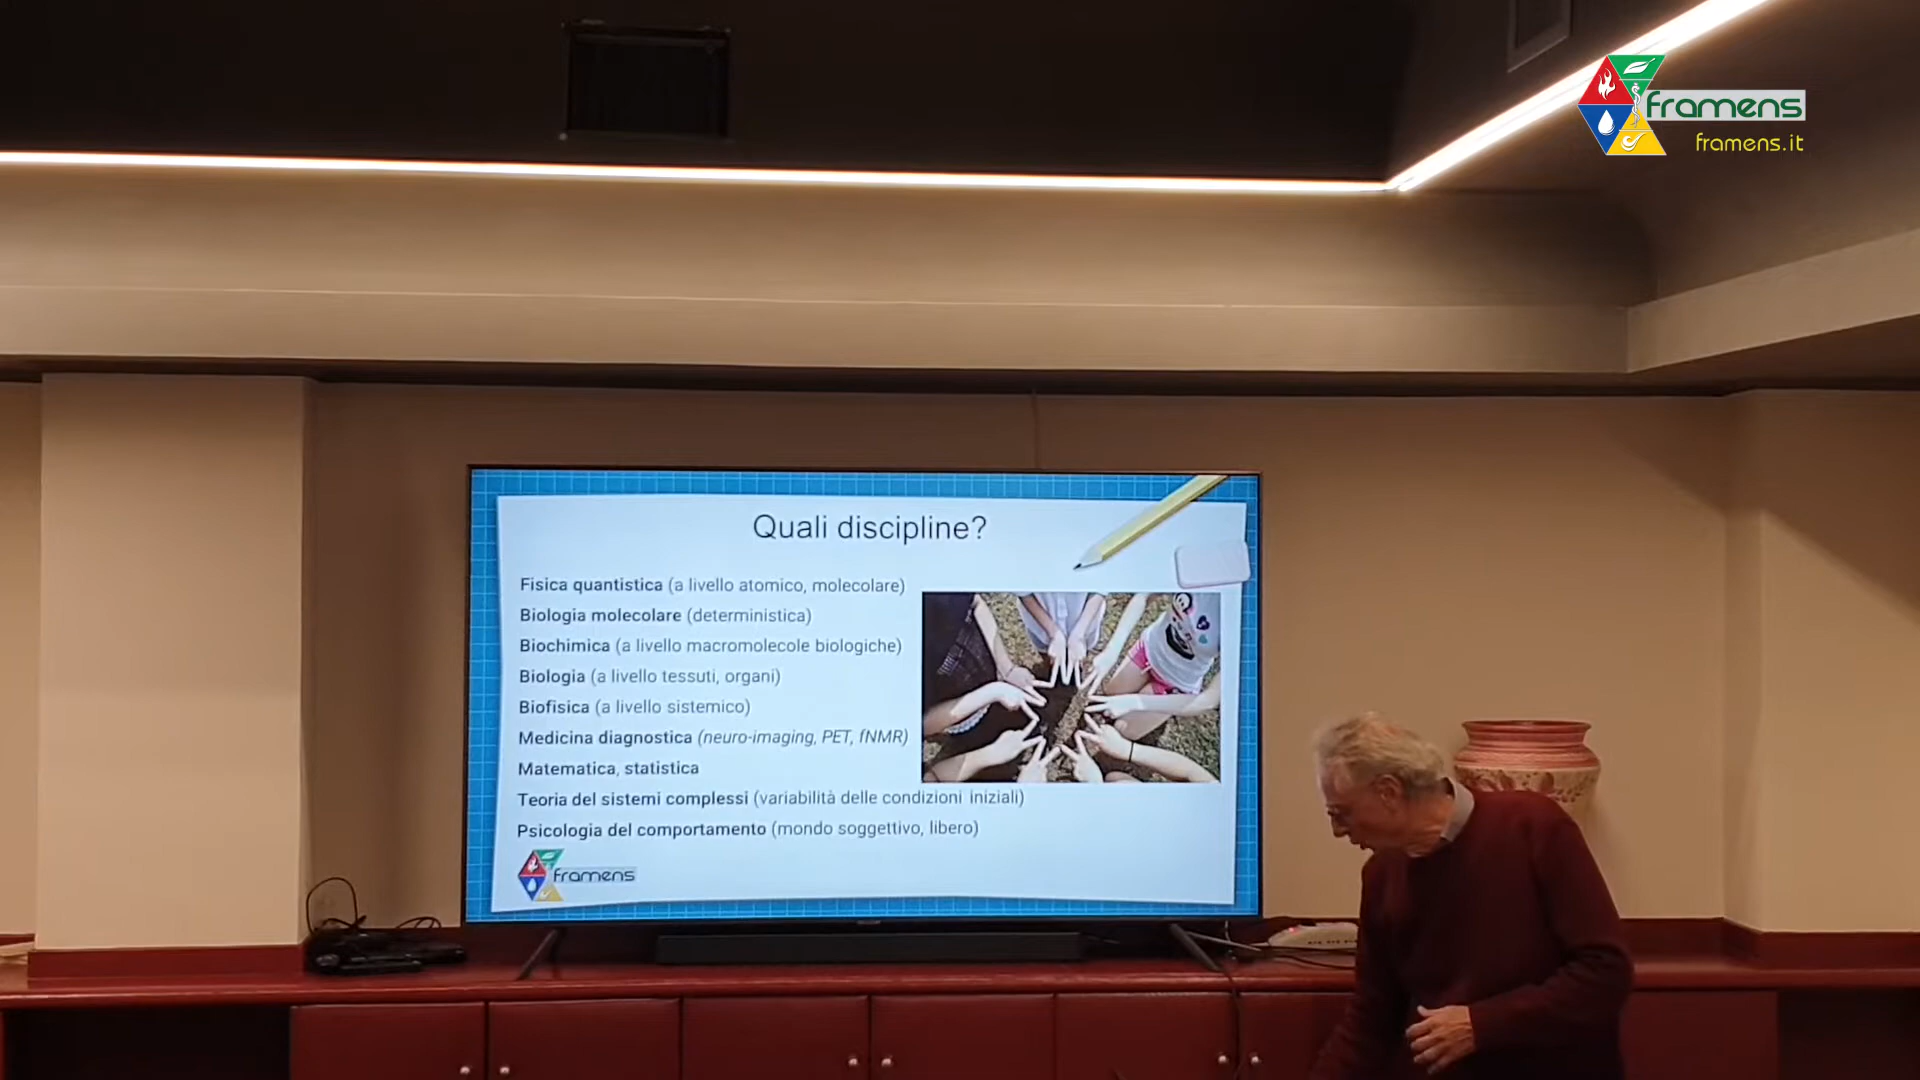 framens
framens.it
Quali discipline?
Fisica quantistica (a livello atomico, molecolare)
Biologia molecolare (deterministica)
Biochimica (a livello macromolecole biologiche)
Biologia (a livello tessuti, organi)
Biofisica (a livello sistemico)
Medicina diagnostica (neuro-imaging, PET, fNMR)
Matematica, statistica
Teoria del sistemi complessi (variabilità delle condizioni iniziali)
Psicologia del comportamento (mondo soggettivo, libero)
framens